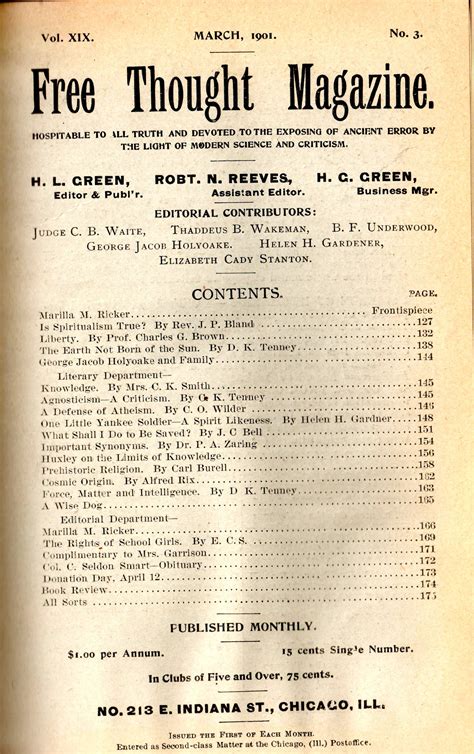 Vol. XIX. MARCH, 1901. No. 3.
Free Thought Magazine.
HOSPITABLE TO ALL TRUTH AND DEVOTED TO THE EXPOSING OF ANCIENT ERROR BY
THE LIGHT OF MODERN SCIENCE AND CRITICISM.
H. L. GREEN, ROBT. N. REEVES, H. G. GREEN,
Editor & Publ'r. Assistant Editor. Business Mgr.
EDITORIAL CONTRIBUTORS:
JUDGE C. B. WAITE, THADDEUS B. WAKEMAN, B. F. UNDERWOOD,
GEORGE JACOB HOLYOAKE. HELEN H. GARDENER,
ELIZABETH CADY STANTON.
CONTENTS. PAGE.
Marilla M. Ricker Frontispiece
Is Spiritualism True? By Rev. J. P. Bland 127
Liberty. By Prof. Charles G. Brown 132
The Earth Not Born of the Sun. By D. K. Tenney 138
George Jacob Holyoake and Family 144
Literary Department—
Knowledge. By Mrs. C. K. Smith 145
Agnosticism—A Criticism. By C. K. Tenney 145
A Defense of Atheism. By C. O. Wilder 146
One Little Yankee Soldier—A Spirit Likeness. By Helen H. Gardner 148
What Shall I Do to Be Saved? By J. C Bell 151
Important Synonyms. By Dr. P. A. Zaring 154
Huxley on the Limits of Knowledge 156
Prehistoric Religion. By Carl Burell 158
Cosmic Origin. By Alfred Rix 162
Force, Matter and Intelligence. By D K. Tenney 163
A Wise Dog 165
Editorial Department—
Marilla M. Ricker 166
The Rights of School Girls. By E. C. S. 169
Complimentary to Mrs. Garrison 171
Col. C. Seldon Smart—Obituary 172
Donation Day, April 12 173
Book Review 174
All Sorts 175
PUBLISHED MONTHLY.
$1.00 per Annum. 15 cents Single Number.
In Clubs of Five and Over, 75 cents.
NO. 213 E. INDIANA ST., CHICAGO, ILL.
ISSUED THE FIRST OF EACH MONTH.
Entered as Second-class Matter at the Chicago, (Ill.) Postoffice.